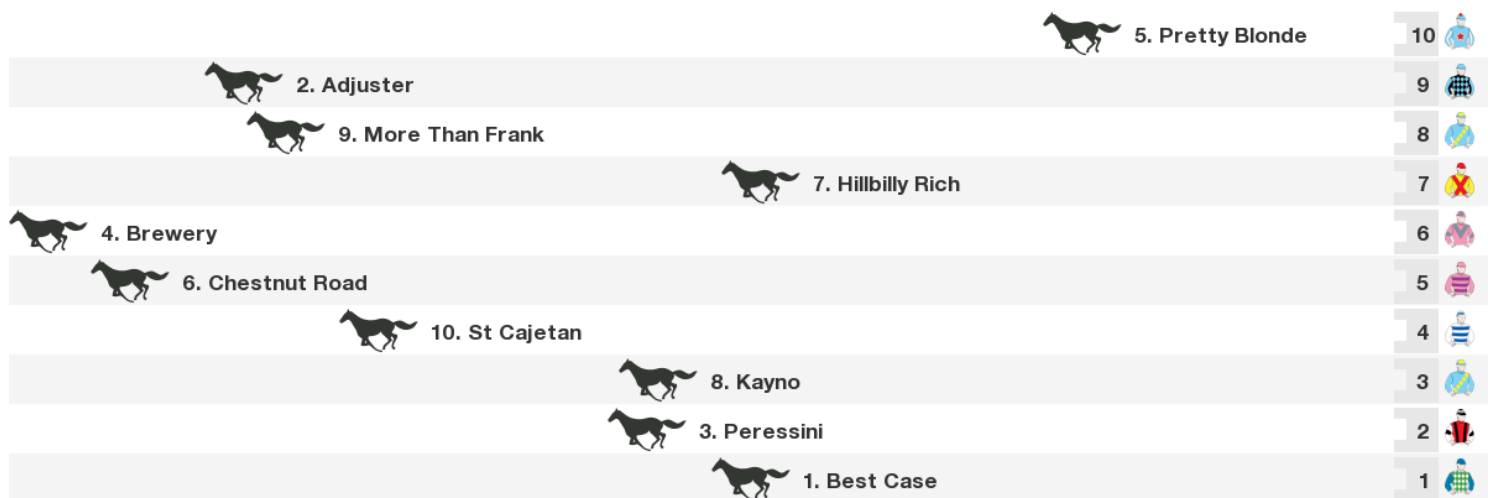 5. Pretty Blonde 10
2. Adjuster 9
9. More Than Frank 8
7. Hillbilly Rich 7
4. Brewery 6
6. Chestnut Road 5
10. St Cajetan 4
8. Kayno 3
3. Peressini 2
1. Best Case 1